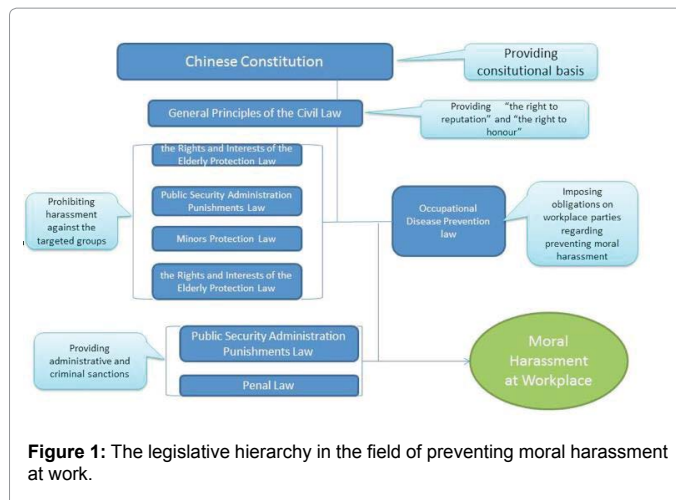 Chinese Constitution
Providing
consitutional basis
General Principles of the Civil Law
Providing "the right to
reputation" and "the right to
honour"
the Rights and Interests of the
Elderly Protection Law
Public Security Administration
Punishments Law
Minors Protection Law
the Rights and Interests of the
Elderly Protection Law
Prohibiting
harassment
against the
targeted groups
Occupational
Disease Prevention
law
Imposing
obligations on
workplace parties
regarding
preventing moral
harassment
Public Security Administration
Punishments Law
Penal Law
Providing
administrative and
criminal sanctions
Moral
Harassment
at Workplace
Figure 1: The legislative hierarchy in the field of preventing moral harassment
at work.